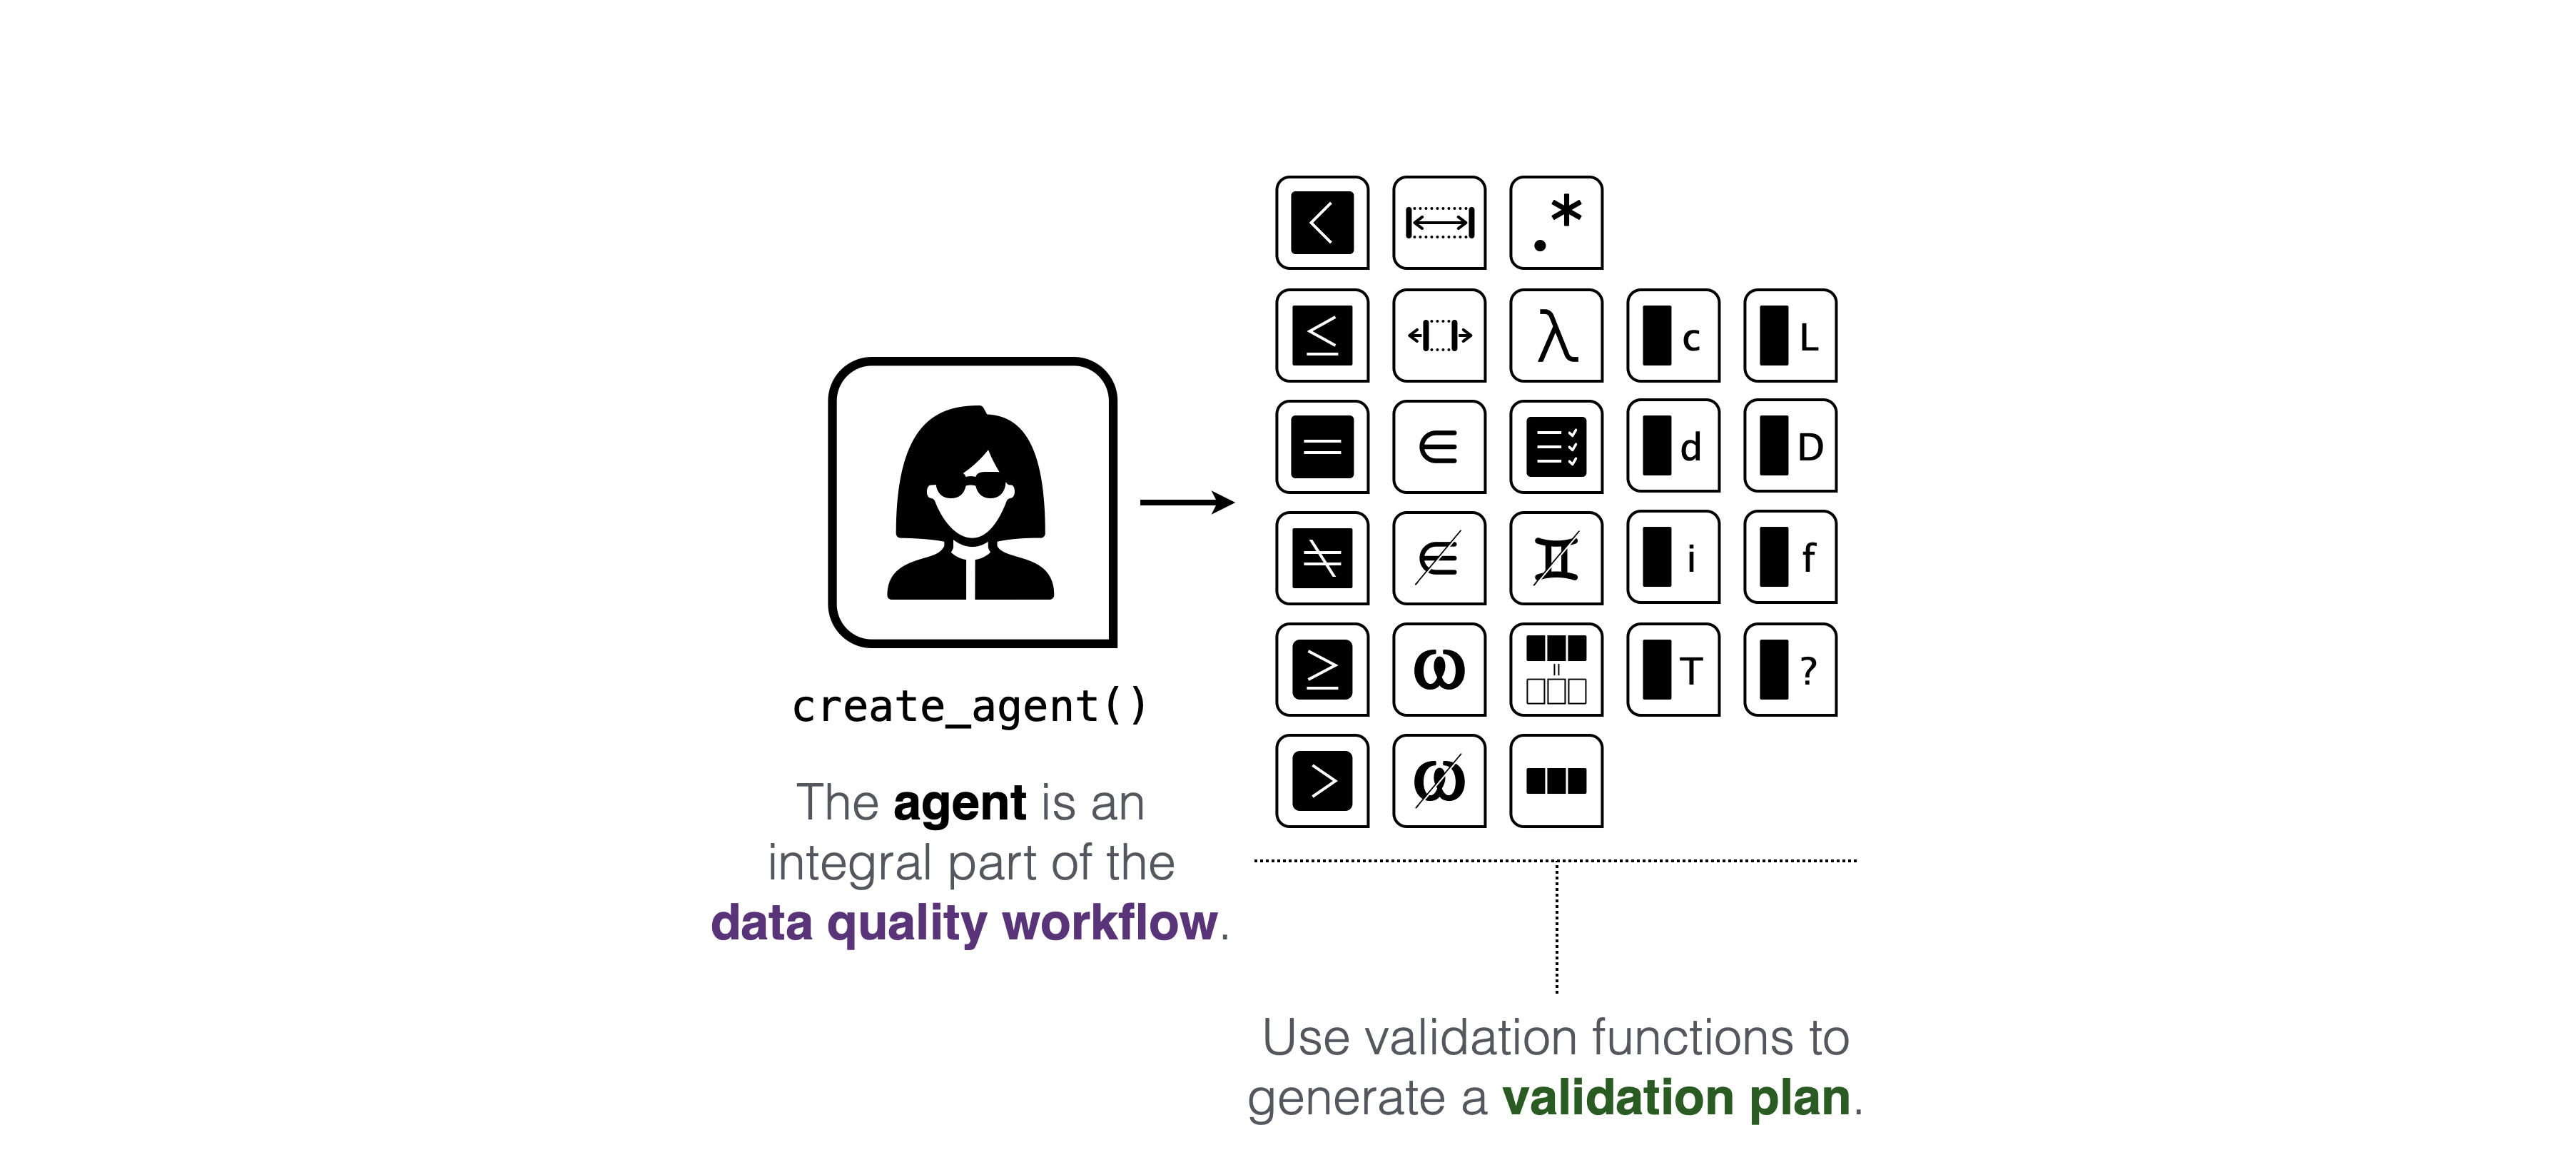 <
.*
≤
λ
c
L
=
∈
d
D
≠
∉
i
f
≥
ω
T
?
>
ω
create_agent()
The agent is an
integral part of the
data quality workflow.
Use validation functions to
generate a validation plan.